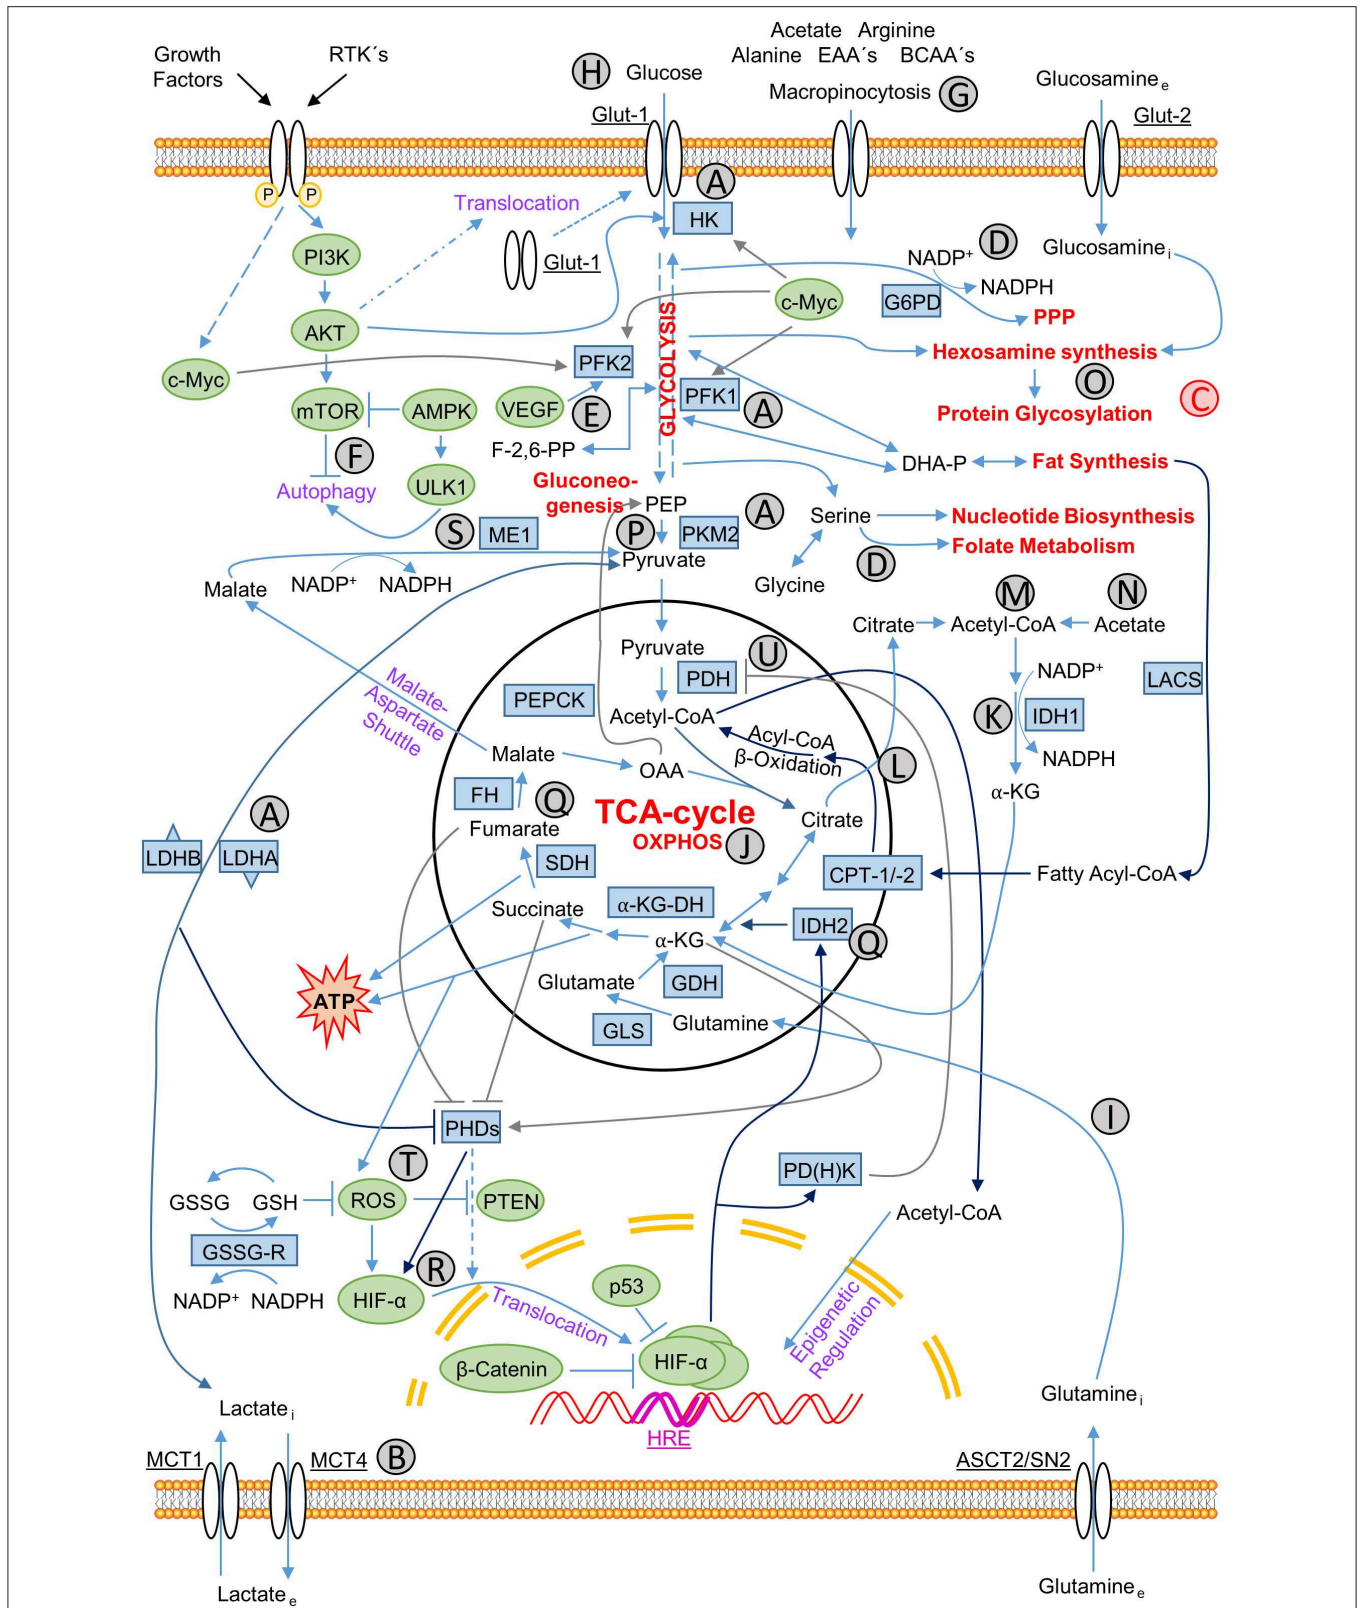 Acetate Arginine
Alanine EAA´s BCAA´s
Growth
Factors
RTK´s
H
Glucose
Macropinocytosis
G
Glucosamine e
Glut-1
Glut-2
P
P
A
HK
Translocation
Glut-1
PI3K
NADP+
D
NADPH
Glucosamine i
G6PD
PPP
c-Myc
AKT
GLYCOLYSIS
Hexosamine synthesis
PFK2
c-Myc
O
C
PFK1
A
Protein Glycosylation
mTOR
AMPK
VEGF
E
F-2,6-PP
F
DHA-P
Fat Synthesis
Autophagy
ULK1
Gluconeo-
genesis
PEP
A
Serine
Nucleotide Biosynthesis
S
ME1
P
PKM2
Pyruvate
D
Folate Metabolism
Malate
NADP+
NADPH
Glycine
M
N
Citrate
Acetyl-CoA
Acetate
Pyruvate
U
PDH
NADP+
LACS
Malate-
Aspartate
Shuttle
PEPCK
Acetyl-CoA
K
IDH1
Acyl-CoA
β-Oxidation
Malate
OAA
L
NADPH
α-KG
FH
Q
TCA-cycle
Citrate
Fumarate
OXPHOS
J
A
LDHB
LDHA
SDH
CPT-1/-2
Fatty Acyl-CoA
α-KG-DH
Succinate
IDH2
Q
α-KG
Glutamate
GDH
ATP
GLS
Glutamine
I
PHDs
T
PD(H)K
GSSG
GSH
ROS
PTEN
Acetyl-CoA
GSSG-R
R
NADP+
NADPH
HIF-α
p53
Translocation
Epigenetic
Regulation
β-Catenin
HIF-α
Lactate i
Glutamine i
HRE
MCT1
MCT4
B
ASCT2/SN2
Lactate e
Glutamine e